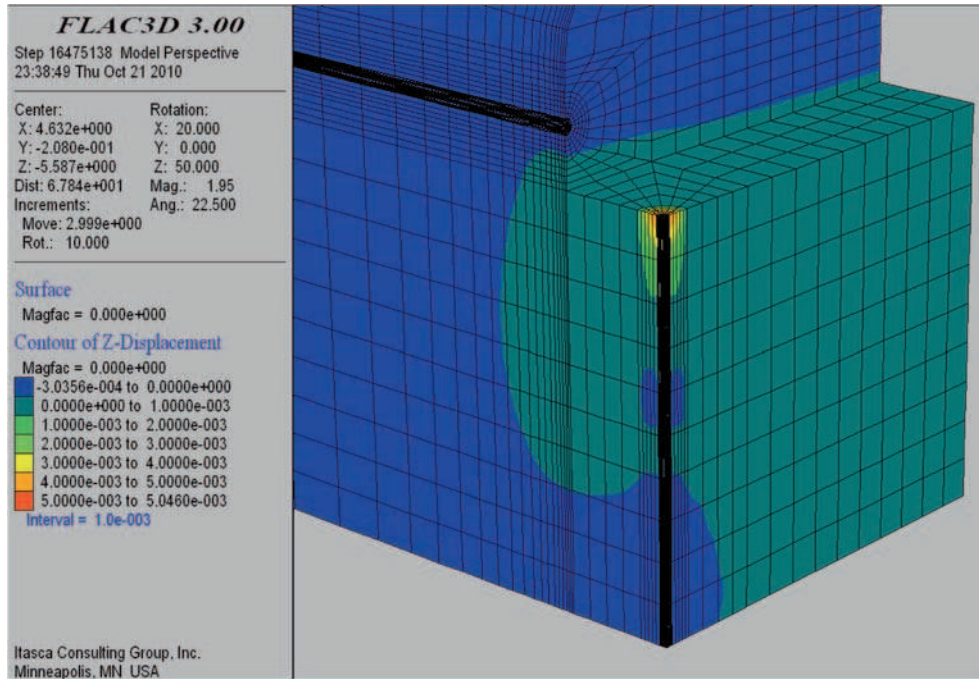 FLAC3D 3.00
Step 16475138 Model Perspective
23:38:49 Thu Oct 21 2010
Center: Rotation:
X: 4.632e+000 X: 20.000
Y: -2.080e-001 Y: 0.000
Z: -5.587e+000 Z: 50.000
Dist: 6.784e+001 Mag.: 1.95
Increments: Ang.: 22.500
Move: 2.999e+000
Rot.: 10.000
Surface
Magfac = 0.000e+000
Contour of Z-Displacement
Magfac = 0.000e+000
-3.0356e-004 to 0.0000e+000
0.0000e+000 to 1.0000e-003
1.0000e-003 to 2.0000e-003
2.0000e-003 to 3.0000e-003
3.0000e-003 to 4.0000e-003
4.0000e-003 to 5.0000e-003
5.0000e-003 to 5.0460e-003
Interval = 1.0e-003
Itasca Consulting Group, Inc.
Minneapolis, MN USA